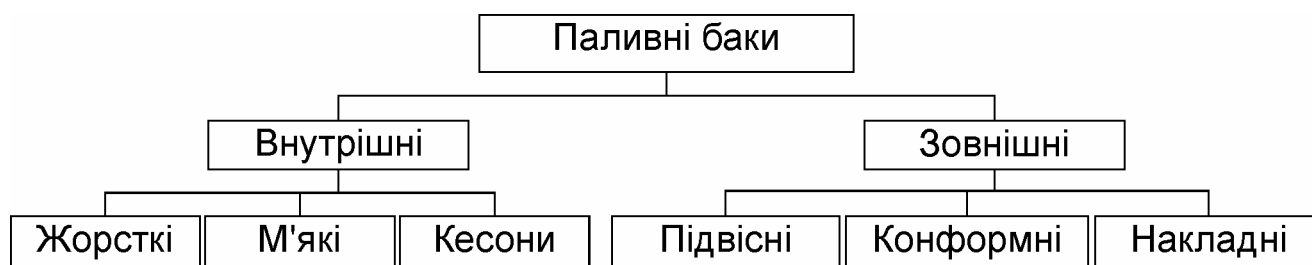 Паливні баки
Внутрішні
Зовнішні
Жорсткі
М'які
Кесони
Підвісні
Конформні
Накладні